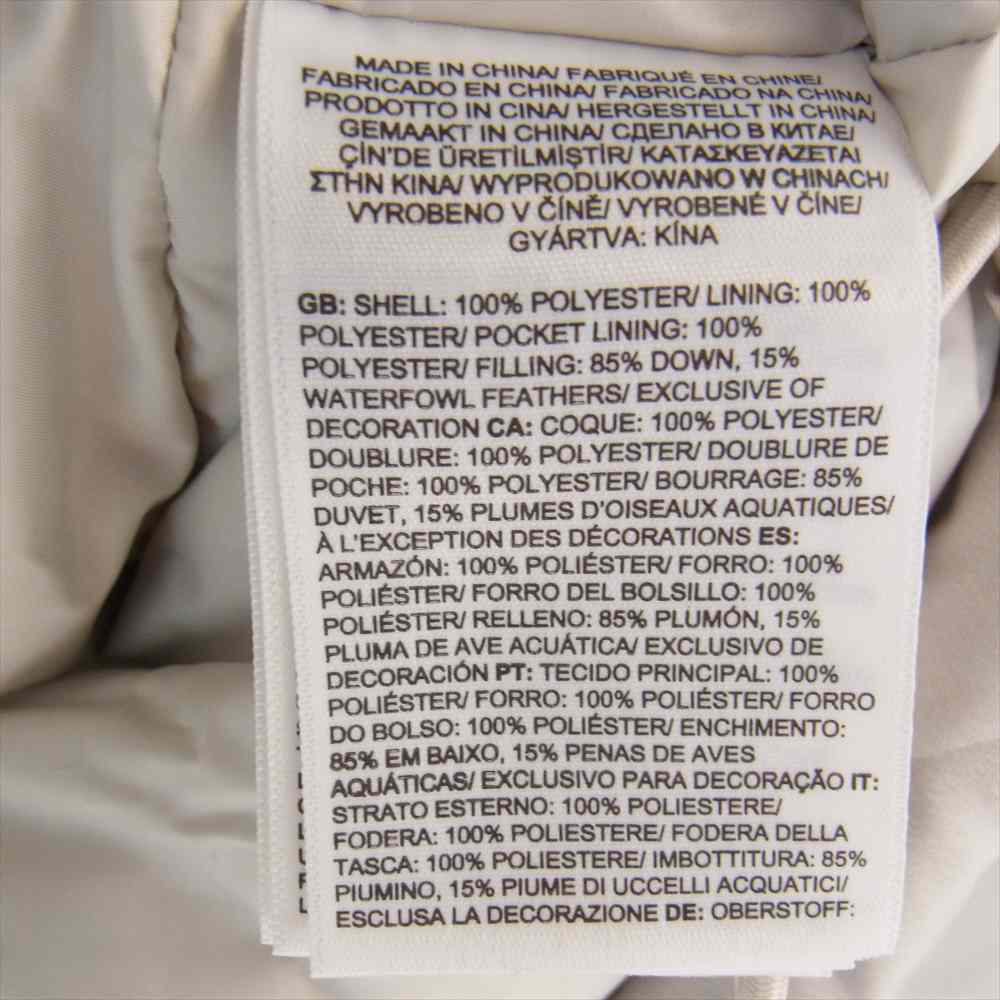 MADE IN CHINA/ FABRIQUÉ EN CHINE/
FABRICADO EN CHINA/ FABRICADO NA CHINA/
PRODOTTO IN CINA/ HERGESTELLT IN CHINA/
GEMAAKT IN CHINA/ СДЕЛАНО В КИТАЕ/
ÇİN'DE ÜRETİLMİŞTİR/ ΚΑΤΑΣΚΕΥΑΖΕΤΑΙ
ΣΤΗΝ ΚΙΝΑ/ WYPRODUKOWANO W CHINACH/
VYROBENO V ČÍNĚ/ VYROBENÉ V ČÍNE/
GYÁRTVA: KÍNA
GB: SHELL: 100% POLYESTER/ LINING: 100%
POLYESTER/ POCKET LINING: 100%
POLYESTER/ FILLING: 85% DOWN, 15%
WATERFOWL FEATHERS/ EXCLUSIVE OF
DECORATION CA: COQUE: 100% POLYESTER/
DOUBLURE: 100% POLYESTER/ DOUBLURE DE
POCHE: 100% POLYESTER/ BOURRAGE: 85%
DUVET, 15% PLUMES D'OISEAUX AQUATIQUES/
À L'EXCEPTION DES DÉCORATIONS ES:
ARMAZÓN: 100% POLIÉSTER/ FORRO: 100%
POLIÉSTER/ FORRO DEL BOLSILLO: 100%
POLIÉSTER/ RELLENO: 85% PLUMÓN, 15%
PLUMA DE AVE ACUÁTICA/ EXCLUSIVO DE
DECORACIÓN PT: TECIDO PRINCIPAL: 100%
POLIÉSTER/ FORRO: 100% POLIÉSTER/ FORRO
DO BOLSO: 100% POLIÉSTER/ ENCHIMENTO:
85% EM BAIXO, 15% PENAS DE AVES
AQUÁTICAS/ EXCLUSIVO PARA DECORAÇÃO IT:
STRATO ESTERNO: 100% POLIESTERE/
FODERA: 100% POLIESTERE/ FODERA DELLA
TASCA: 100% POLIESTERE/ IMBOTTITURA: 85%
PIUMINO, 15% PIUME DI UCCELLI ACQUATICI/
ESCLUSA LA DECORAZIONE DE: OBERSTOFF: